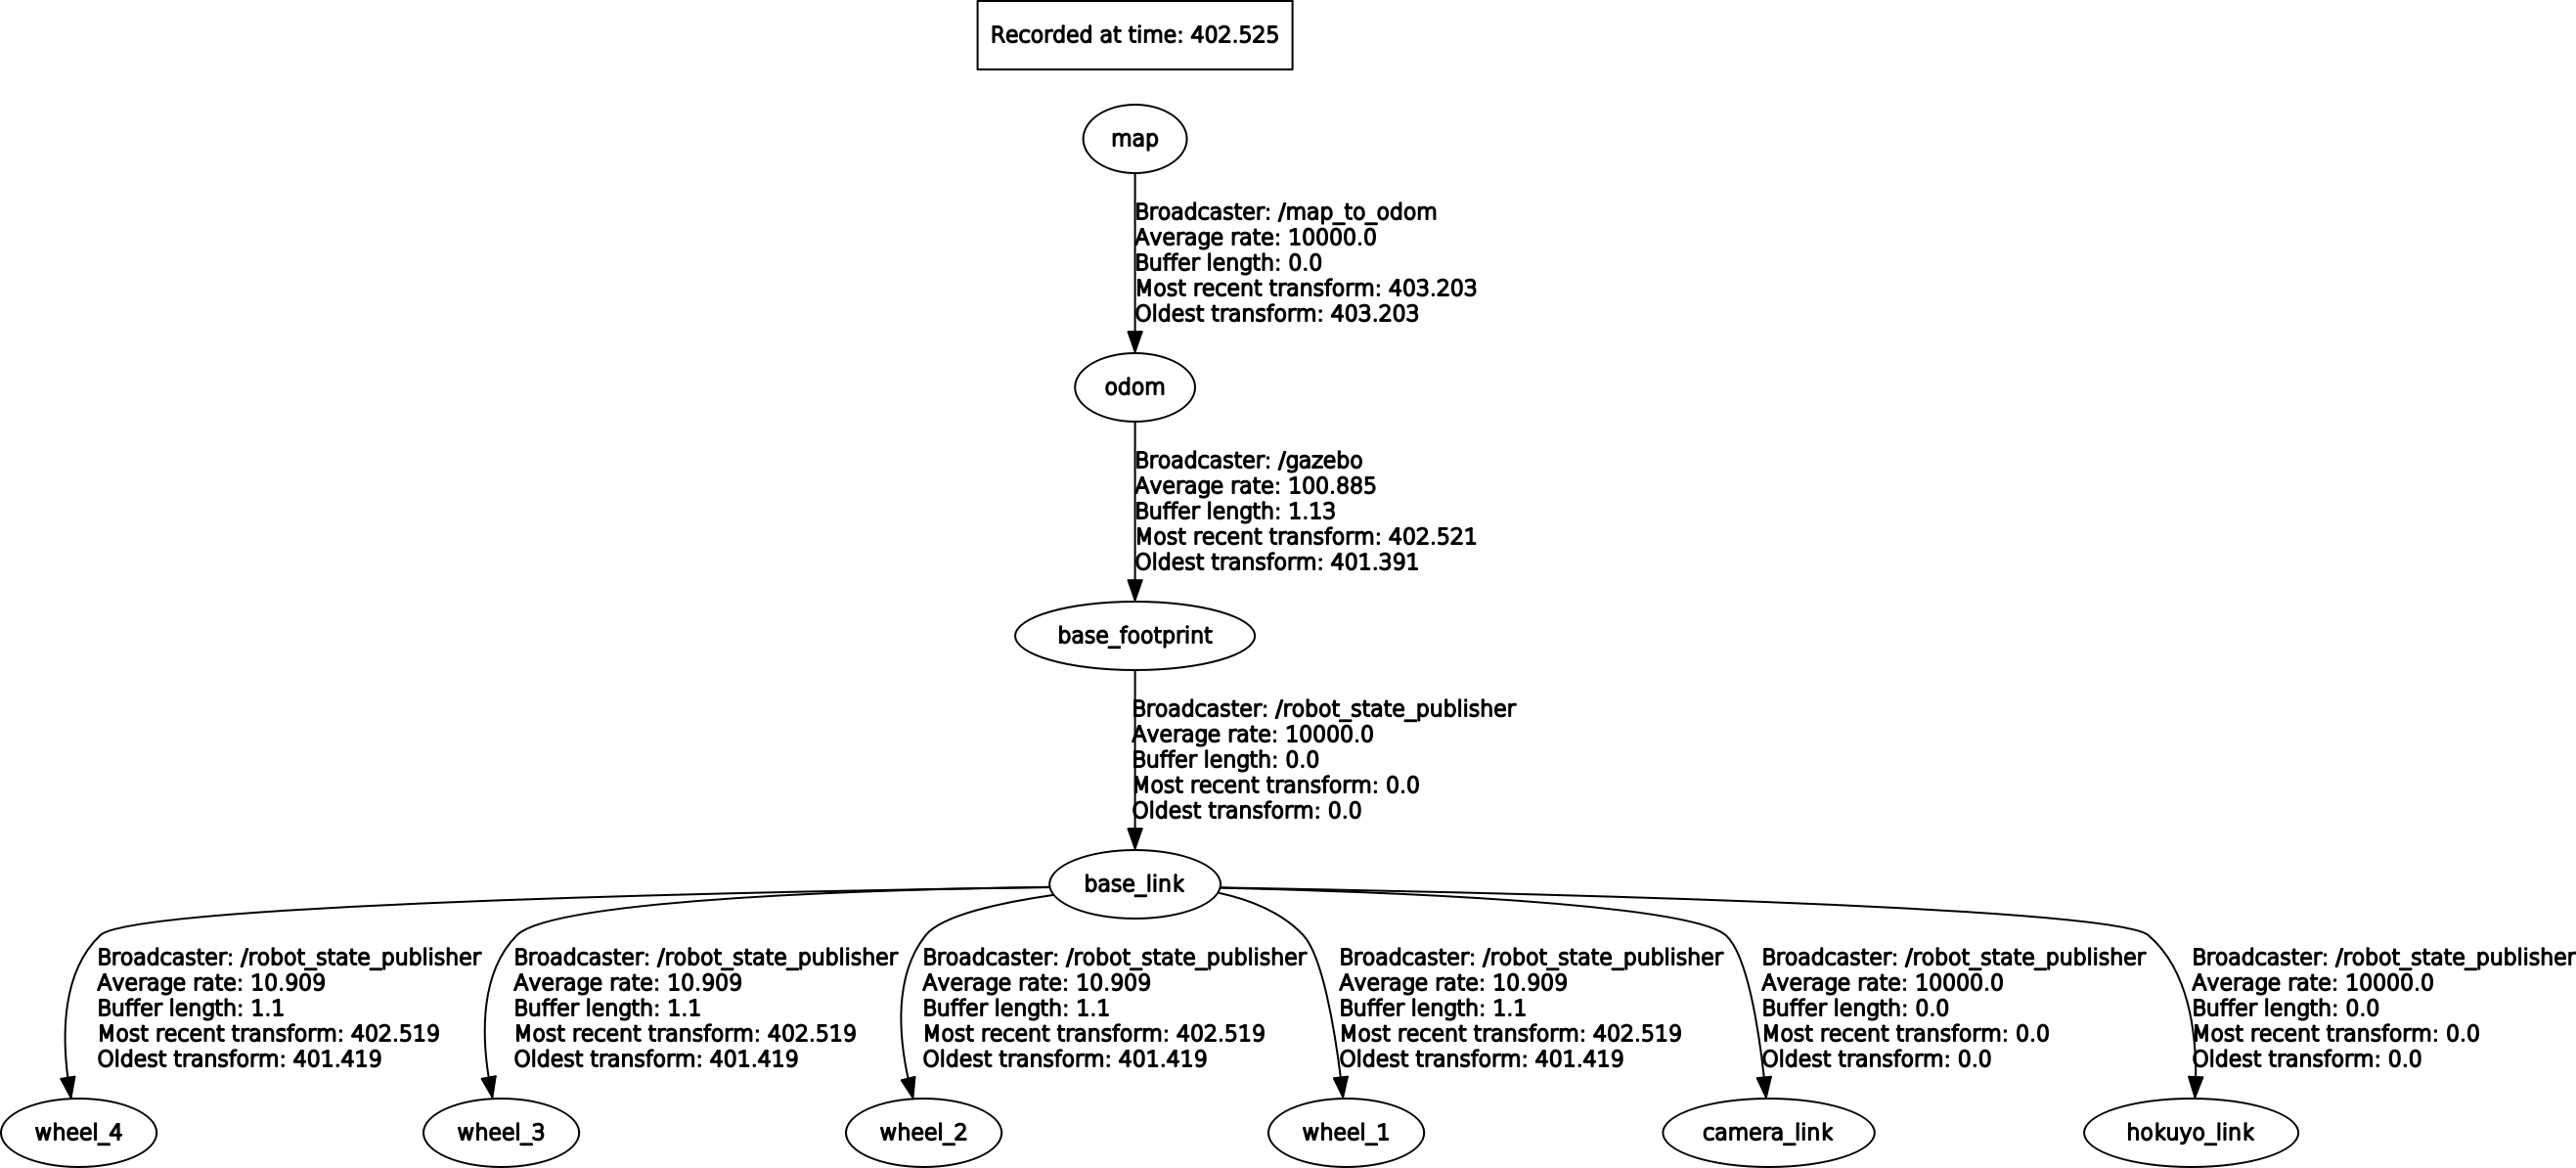 Recorded at time: 402.525
map
Broadcaster: /map_to_odom
Average rate: 10000.0
Buffer length: 0.0
Most recent transform: 403.203
Oldest transform: 403.203
odom
Broadcaster: /gazebo
Average rate: 100.885
Buffer length: 1.13
Most recent transform: 402.521
Oldest transform: 401.391
base_footprint
Broadcaster: /robot_state_publisher
Average rate: 10000.0
Buffer length: 0.0
Most recent transform: 0.0
Oldest transform: 0.0
base_link
Broadcaster: /robot_state_publisher
Average rate: 10.909
Buffer length: 1.1
Most recent transform: 402.519
Oldest transform: 401.419
Broadcaster: /robot_state_publisher
Average rate: 10.909
Buffer length: 1.1
Most recent transform: 402.519
Oldest transform: 401.419
Broadcaster: /robot_state_publisher
Average rate: 10.909
Buffer length: 1.1
Most recent transform: 402.519
Oldest transform: 401.419
Broadcaster: /robot_state_publisher
Average rate: 10.909
Buffer length: 1.1
Most recent transform: 402.519
Oldest transform: 401.419
Broadcaster: /robot_state_publisher
Average rate: 10000.0
Buffer length: 0.0
Most recent transform: 0.0
Oldest transform: 0.0
Broadcaster: /robot_state_publisher
Average rate: 10000.0
Buffer length: 0.0
Most recent transform: 0.0
Oldest transform: 0.0
wheel_4
wheel_3
wheel_2
wheel_1
camera_link
hokuyo_link